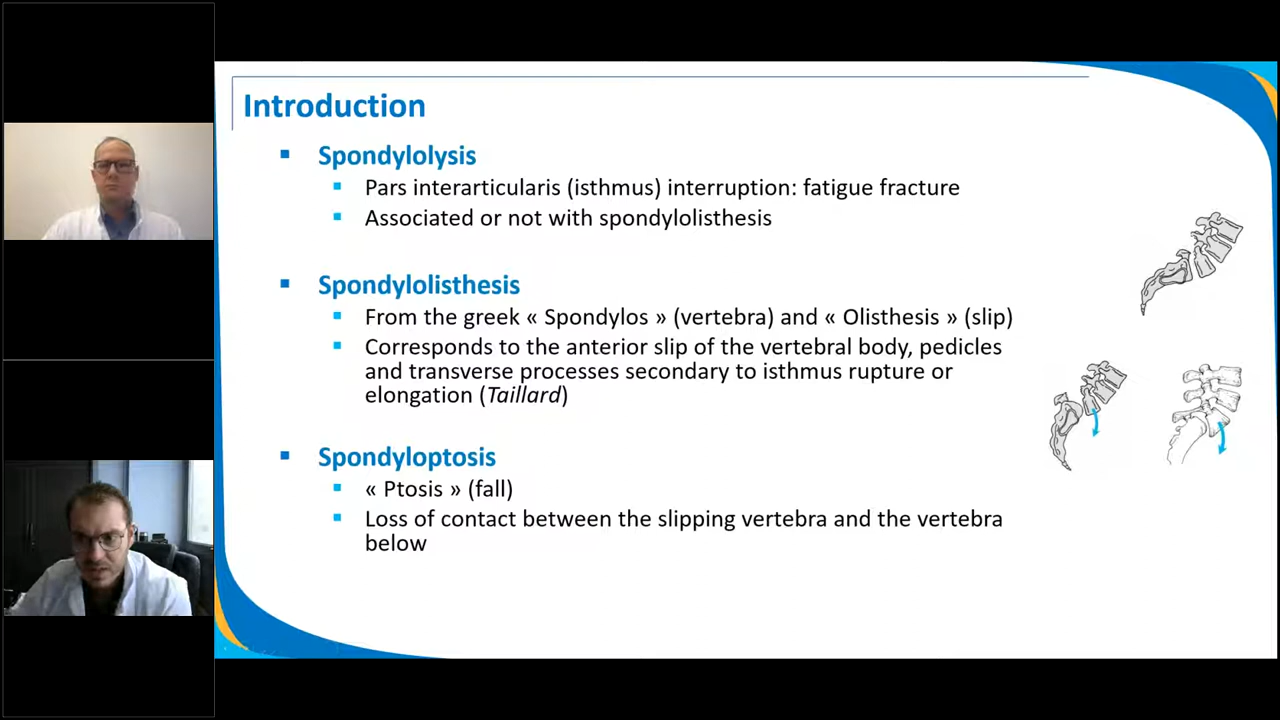 Introduction
Spondylolysis
Pars interarticularis (isthmus) interruption: fatigue fracture
Associated or not with spondylolisthesis
Spondylolisthesis
From the greek « Spondylos » (vertebra) and « Olisthesis » (slip)
Corresponds to the anterior slip of the vertebral body, pedicles
and transverse processes secondary to isthmus rupture or
elongation (Taillard)
Spondyloptosis
« Ptosis » (fall)
Loss of contact between the slipping vertebra and the vertebra
below